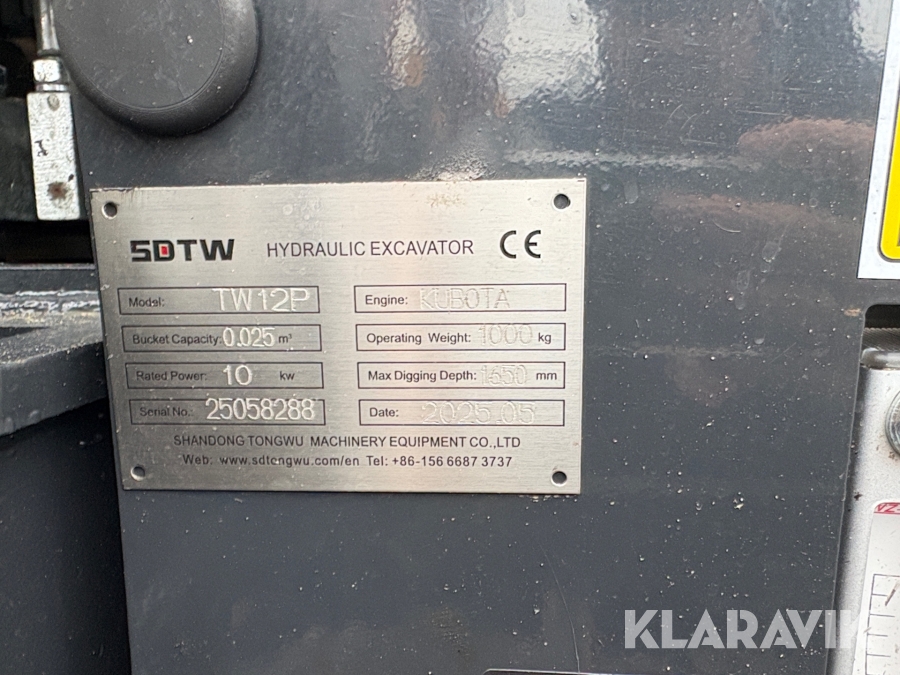 SDTW HYDRAULIC EXCAVATOR CE
Model: TW12P Engine: KUBOTA
Bucket Capacity: 0.025 m³ Operating Weight: 1000 kg
Rated Power: 10 kw Max Digging Depth: 1650 mm
Serial No.: 25058288 Date: 2025.05
SHANDONG TONGWU MACHINERY EQUIPMENT CO.,LTD
Web: www.sdtongwu.com/en Tel: +86-156 6687 3737
KLARAVIK